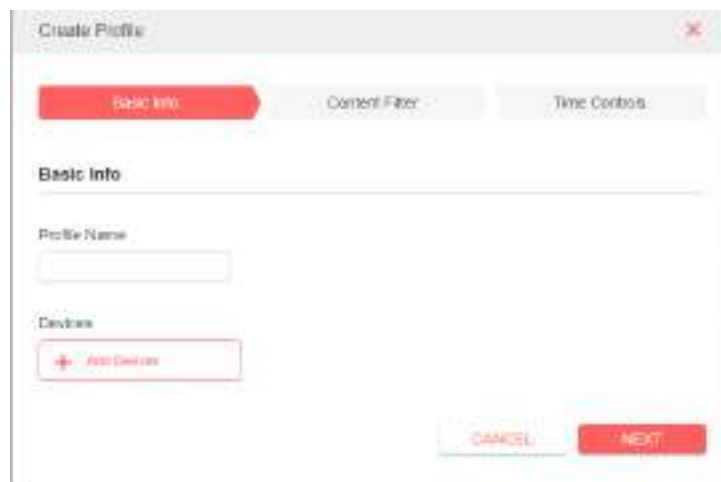 Create Profile
Basic Info
Content Filter
Time Controls
Basic Info
Profile Name
Devices
Add Devices
CANCEL
NEXT